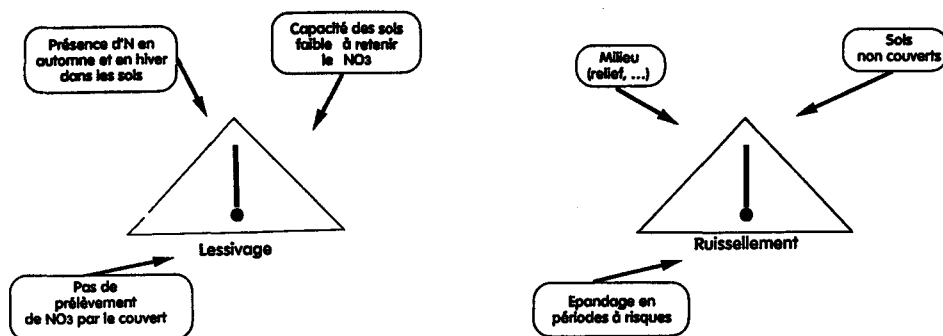 Présence d'N en
automne et en hiver
dans les sols
Capacité des sols
faible à retenir
le NO3
Lessivage
Pas de
prélèvement
de NO3 par le couvert
Milieu
(relief, ...)
Sols
non couverts
Ruissellement
Epandage en
périodes à risques